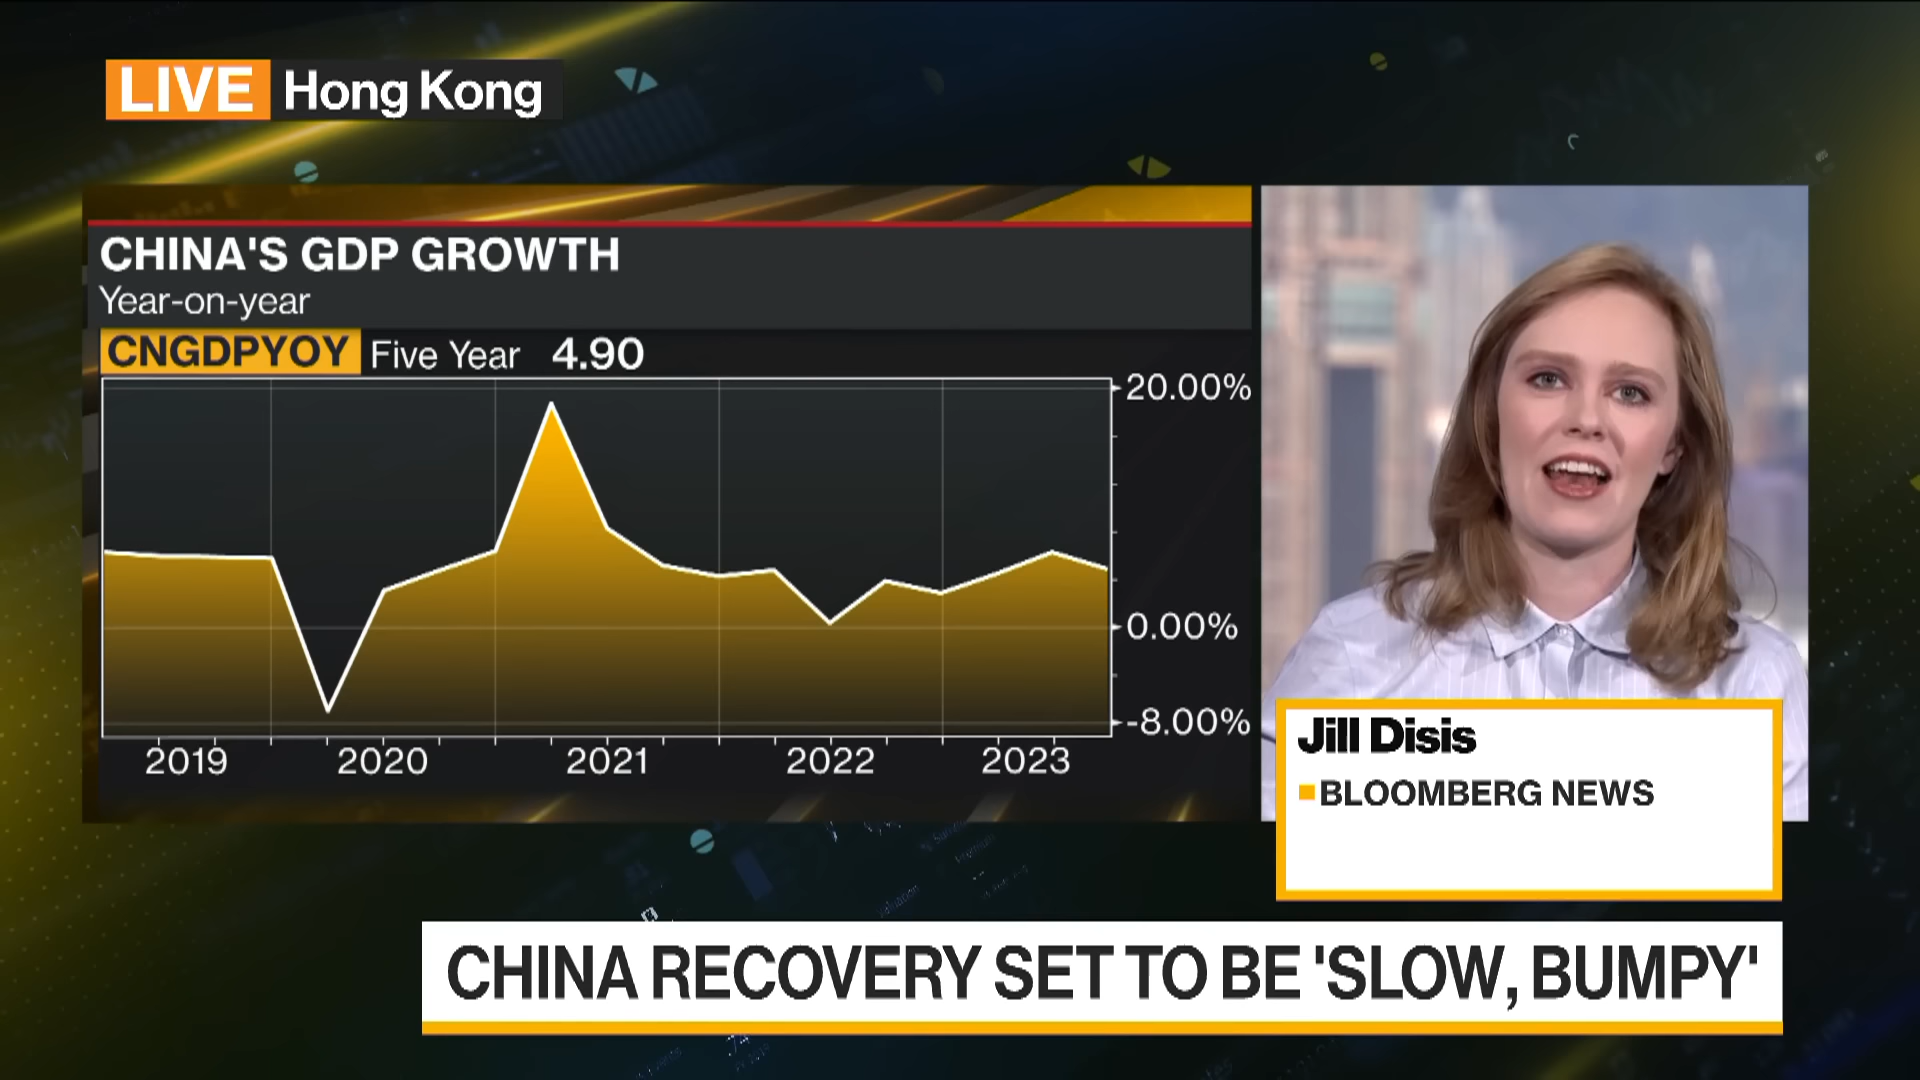 LIVE Hong Kong
CHINA'S GDP GROWTH
Year-on-year
CNGDPYOY Five Year 4.90
20.00%
0.00%
-8.00%
2019 2020 2021 2022 2023
Jill Disis
BLOOMBERG NEWS
CHINA RECOVERY SET TO BE 'SLOW, BUMPY'